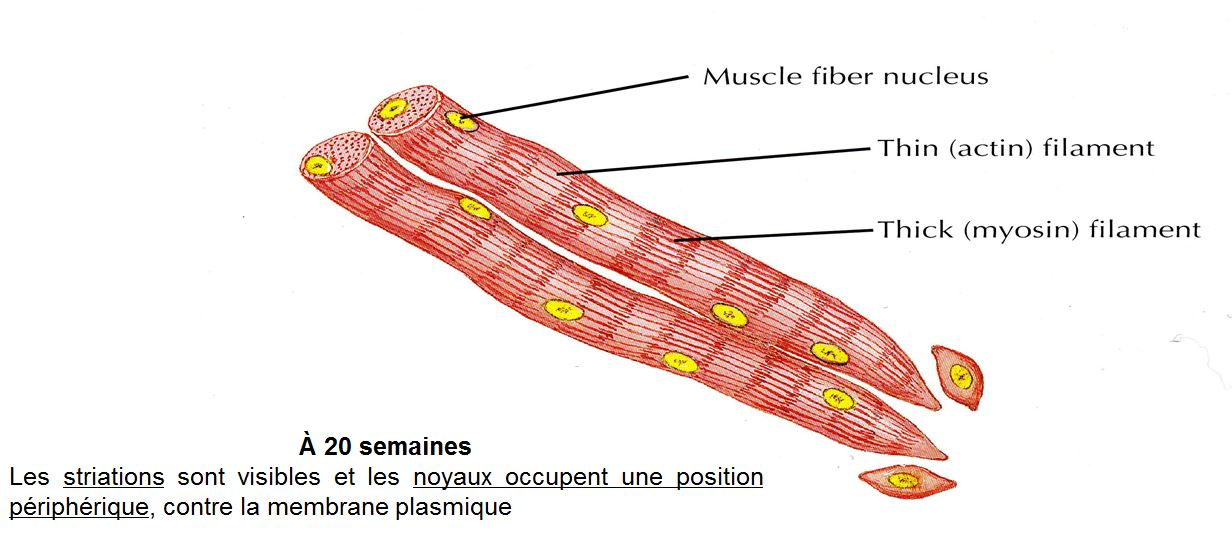 Muscle fiber nucleus
Thin (actin) filament
Thick (myosin) filament
À 20 semaines
Les striations sont visibles et les noyaux occupent une position
périphérique, contre la membrane plasmique